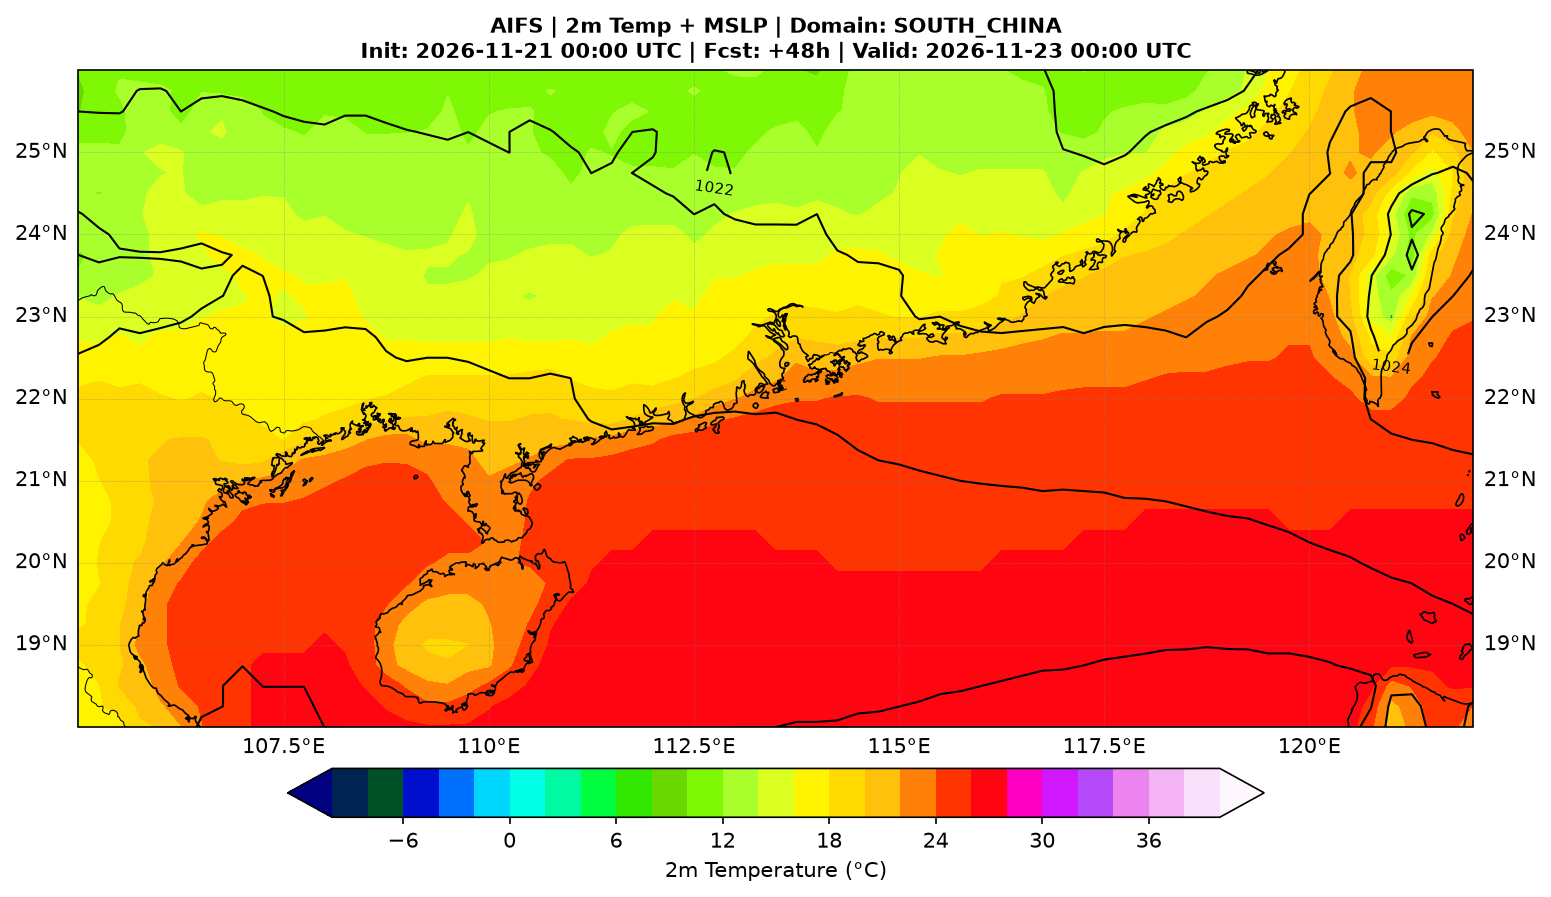 AIFS | 2m Temp + MSLP | Domain: SOUTH_CHINA
Init: 2026-11-21 00:00 UTC | Fcst: +48h | Valid: 2026-11-23 00:00 UTC
25°N 25°N
1022
24°N 24°N
23°N 23°N
1024
22°N 22°N
21°N 21°N
20°N 20°N
19°N 19°N
107.5°E 110°E 112.5°E 115°E 117.5°E 120°E
−6 0 6 12 18 24 30 36
2m Temperature (°C)